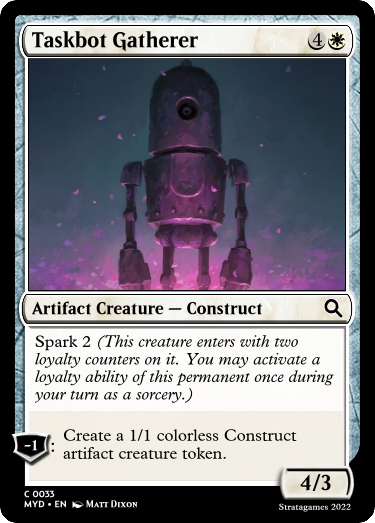 Taskbot Gatherer 4
Artifact Creature — Construct
Spark 2 (This creature enters with two
loyalty counters on it. You may activate a
loyalty ability of this permanent once during
your turn as a sorcery.)
-1: Create a 1/1 colorless Construct
artifact creature token.
4/3
C 0033
MYD • EN Matt Dixon
Stratagames 2022